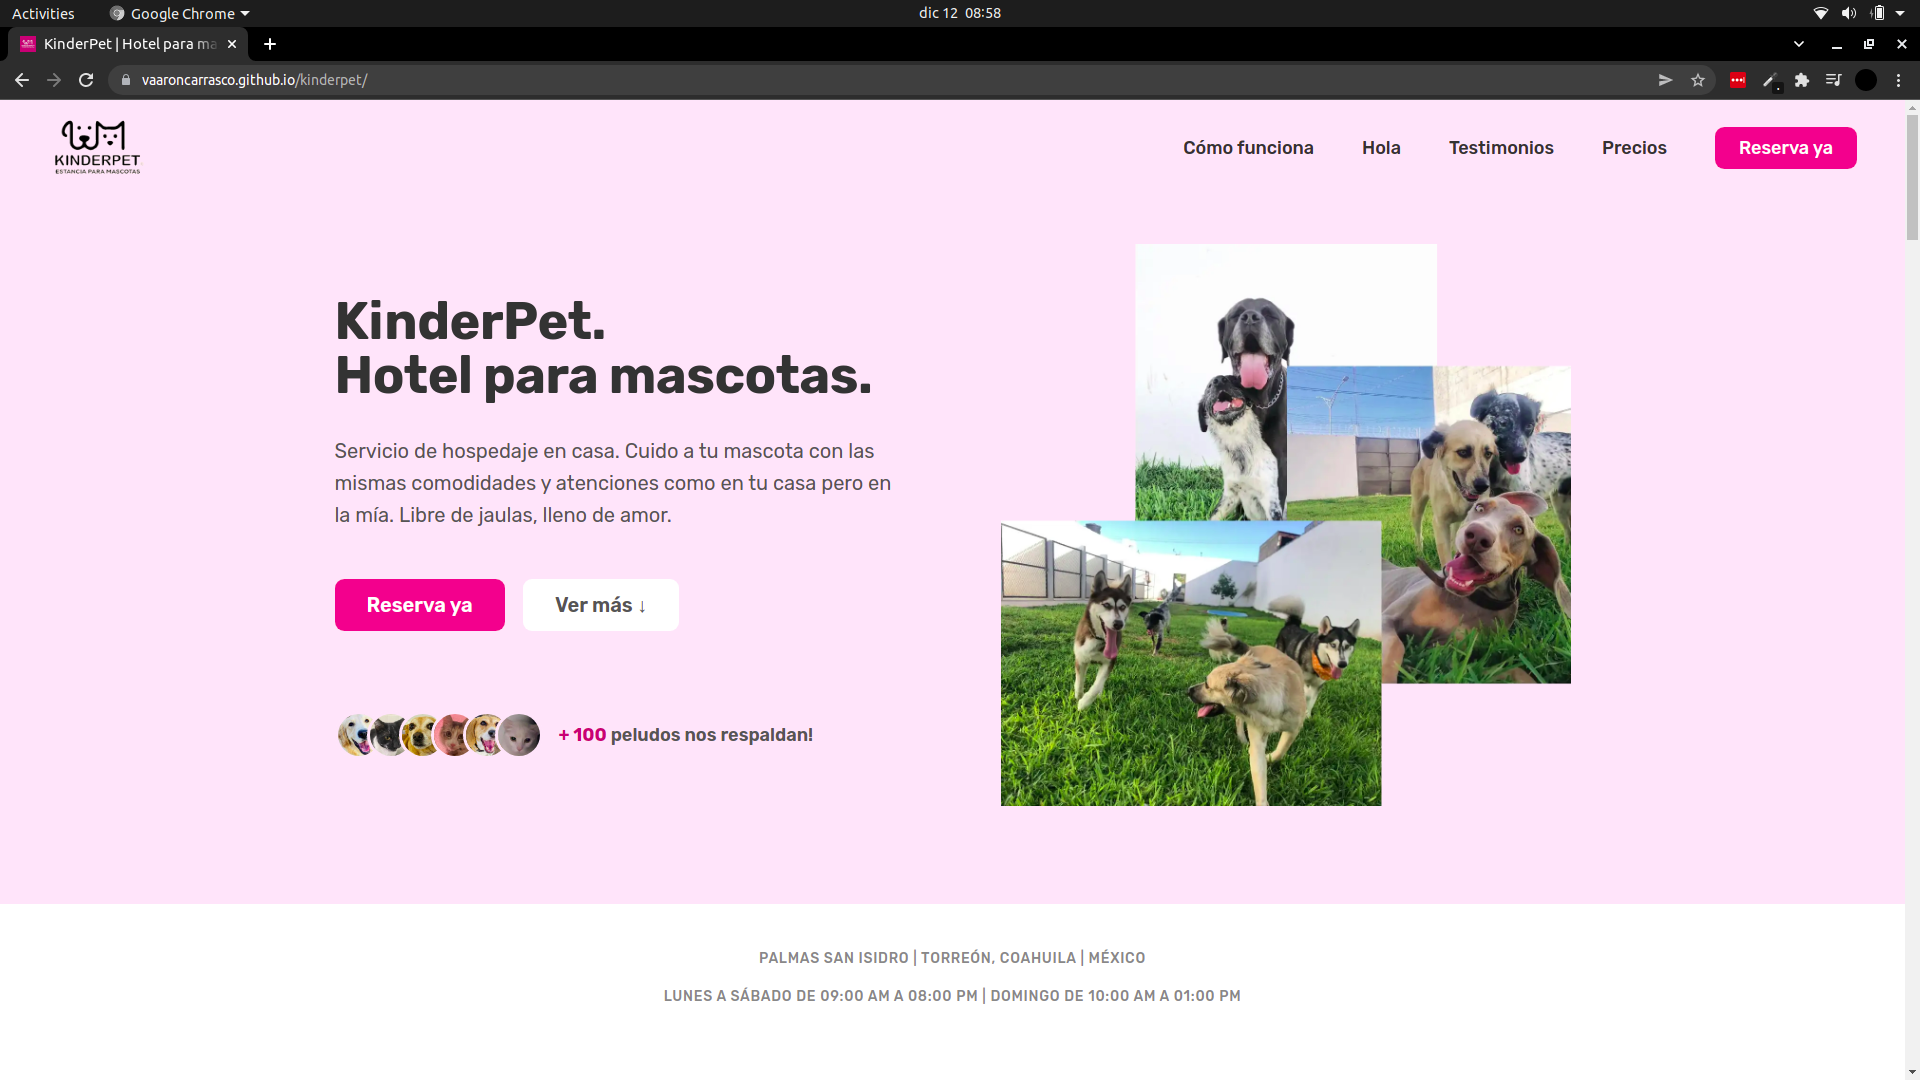 Activities
Google Chrome
dic 12 08:58
KinderPet | Hotel para ma
vaaroncarrasco.github.io/kinderpet/
KINDERPET
ESTANCIA PARA MASCOTAS
Cómo funciona
Hola
Testimonios
Precios
Reserva ya
KinderPet.
Hotel para mascotas.
Servicio de hospedaje en casa. Cuido a tu mascota con las
mismas comodidades y atenciones como en tu casa pero en
la mía. Libre de jaulas, lleno de amor.
Reserva ya
Ver más ↓
+ 100 peludos nos respaldan!
PALMAS SAN ISIDRO | TORREÓN, COAHUILA | MÉXICO
LUNES A SÁBADO DE 09:00 AM A 08:00 PM | DOMINGO DE 10:00 AM A 01:00 PM